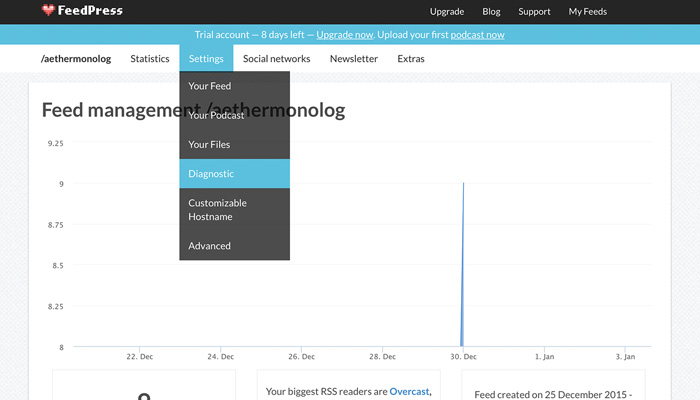 FeedPress
Upgrade Blog Support My Feeds
Trial account — 8 days left — Upgrade now. Upload your first podcast now
/aethermonolog Statistics Settings Social networks Newsletter Extras
Your Feed
Feed management /aethermonolog
Your Podcast
Your Files
Diagnostic
Customizable
Hostname
Advanced
9.25
9
8.75
8.5
8.25
8
22. Dec 24. Dec 26. Dec 28. Dec 30. Dec 1. Jan 3. Jan
Your biggest RSS readers are Overcast,
Feed created on 25 December 2015 -